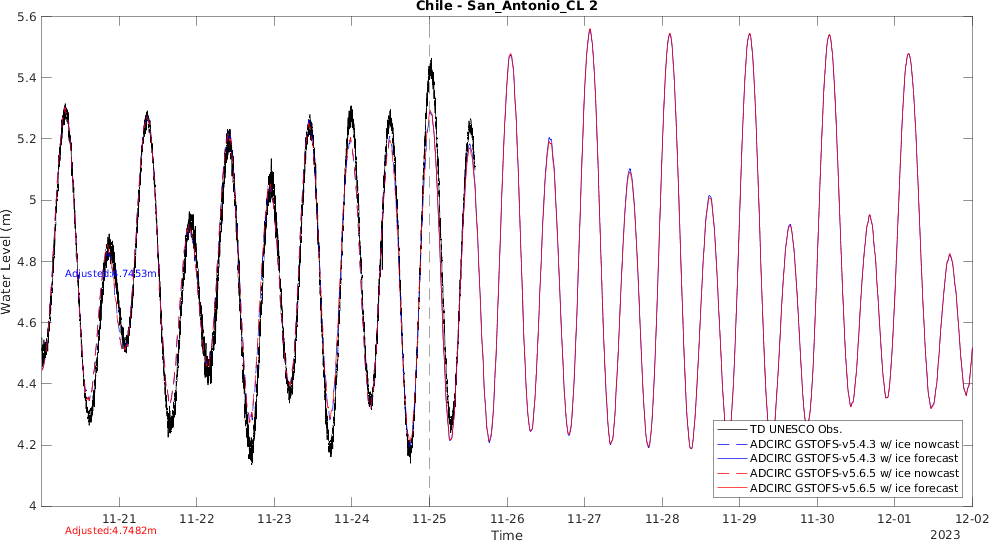 Chile - San_Antonio_CL 2
5.6
5.4
5.2
5
4.8
4.6
4.4
4.2
4
Water Level (m)
Adjusted:4.7453m
TD UNESCO Obs.
ADCIRC GSTOFS-v5.4.3 w/ ice nowcast
ADCIRC GSTOFS-v5.4.3 w/ ice forecast
ADCIRC GSTOFS-v5.6.5 w/ ice nowcast
ADCIRC GSTOFS-v5.6.5 w/ ice forecast
11-21 11-22 11-23 11-24 11-25 11-26 11-27 11-28 11-29 11-30 12-01 12-02
Adjusted:4.7482m
Time
2023